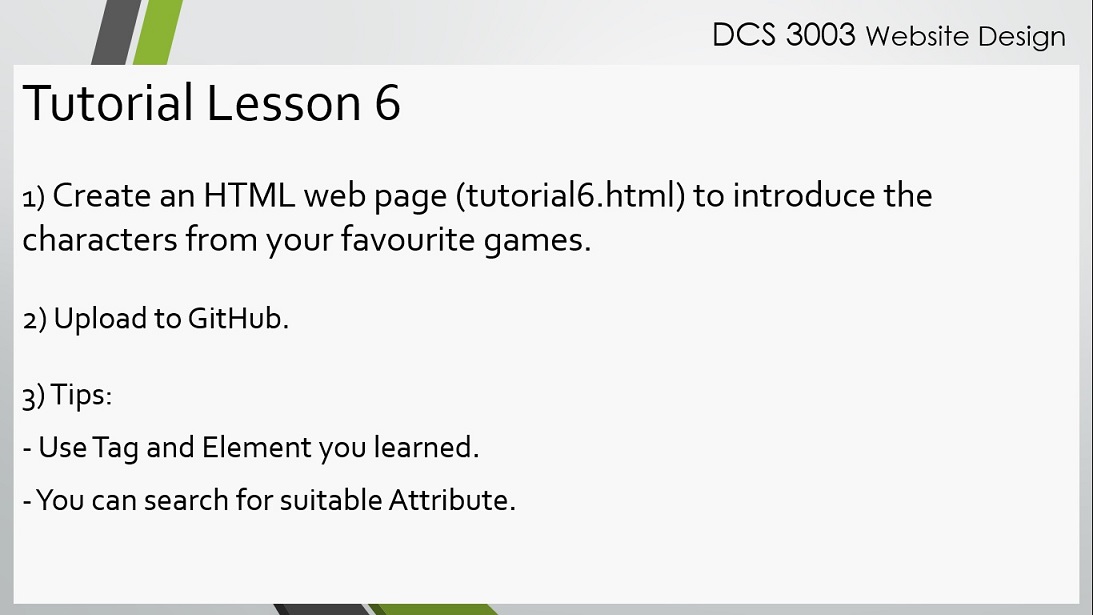 DCS 3003 Website Design
Tutorial Lesson 6
1) Create an HTML web page (tutorial6.html) to introduce the
characters from your favourite games.
2) Upload to GitHub.
3) Tips:
- Use Tag and Element you learned.
- You can search for suitable Attribute.